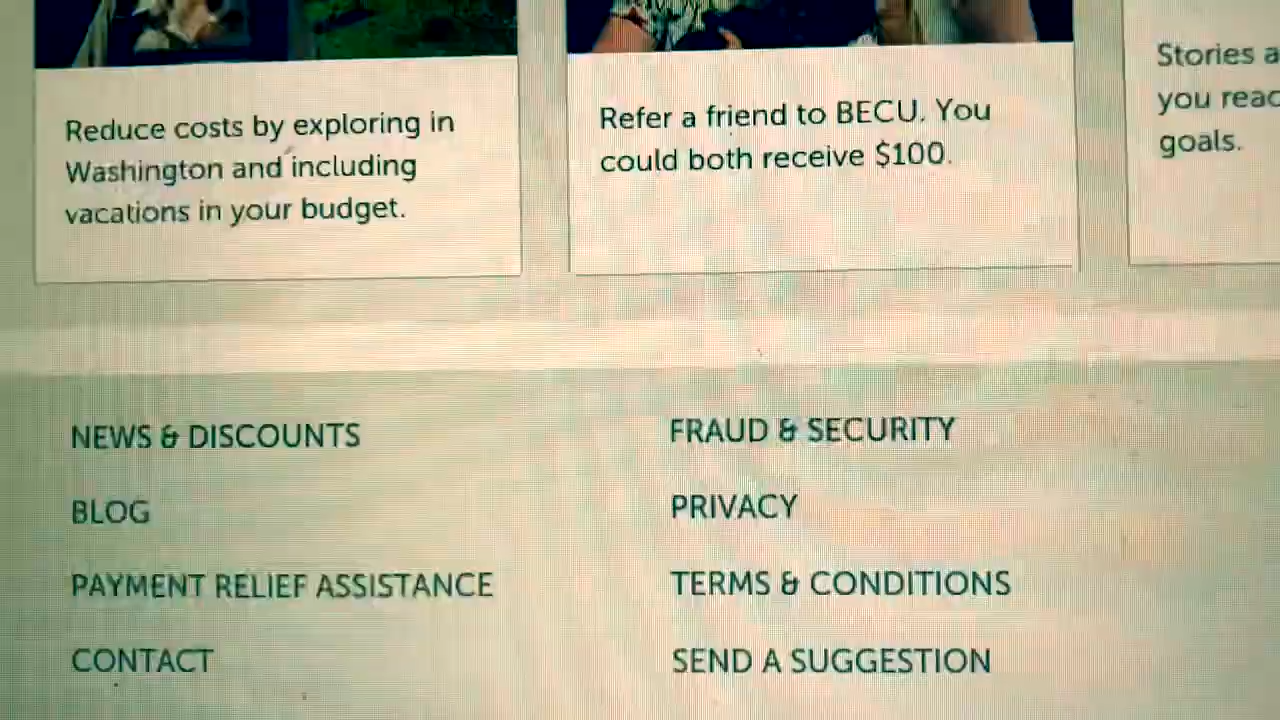 Reduce costs by exploring in
Washington and including
vacations in your budget.
Refer a friend to BECU. You
could both receive $100.
Stories a
you reac
goals.
NEWS & DISCOUNTS
BLOG
PAYMENT RELIEF ASSISTANCE
CONTACT
FRAUD & SECURITY
PRIVACY
TERMS & CONDITIONS
SEND A SUGGESTION